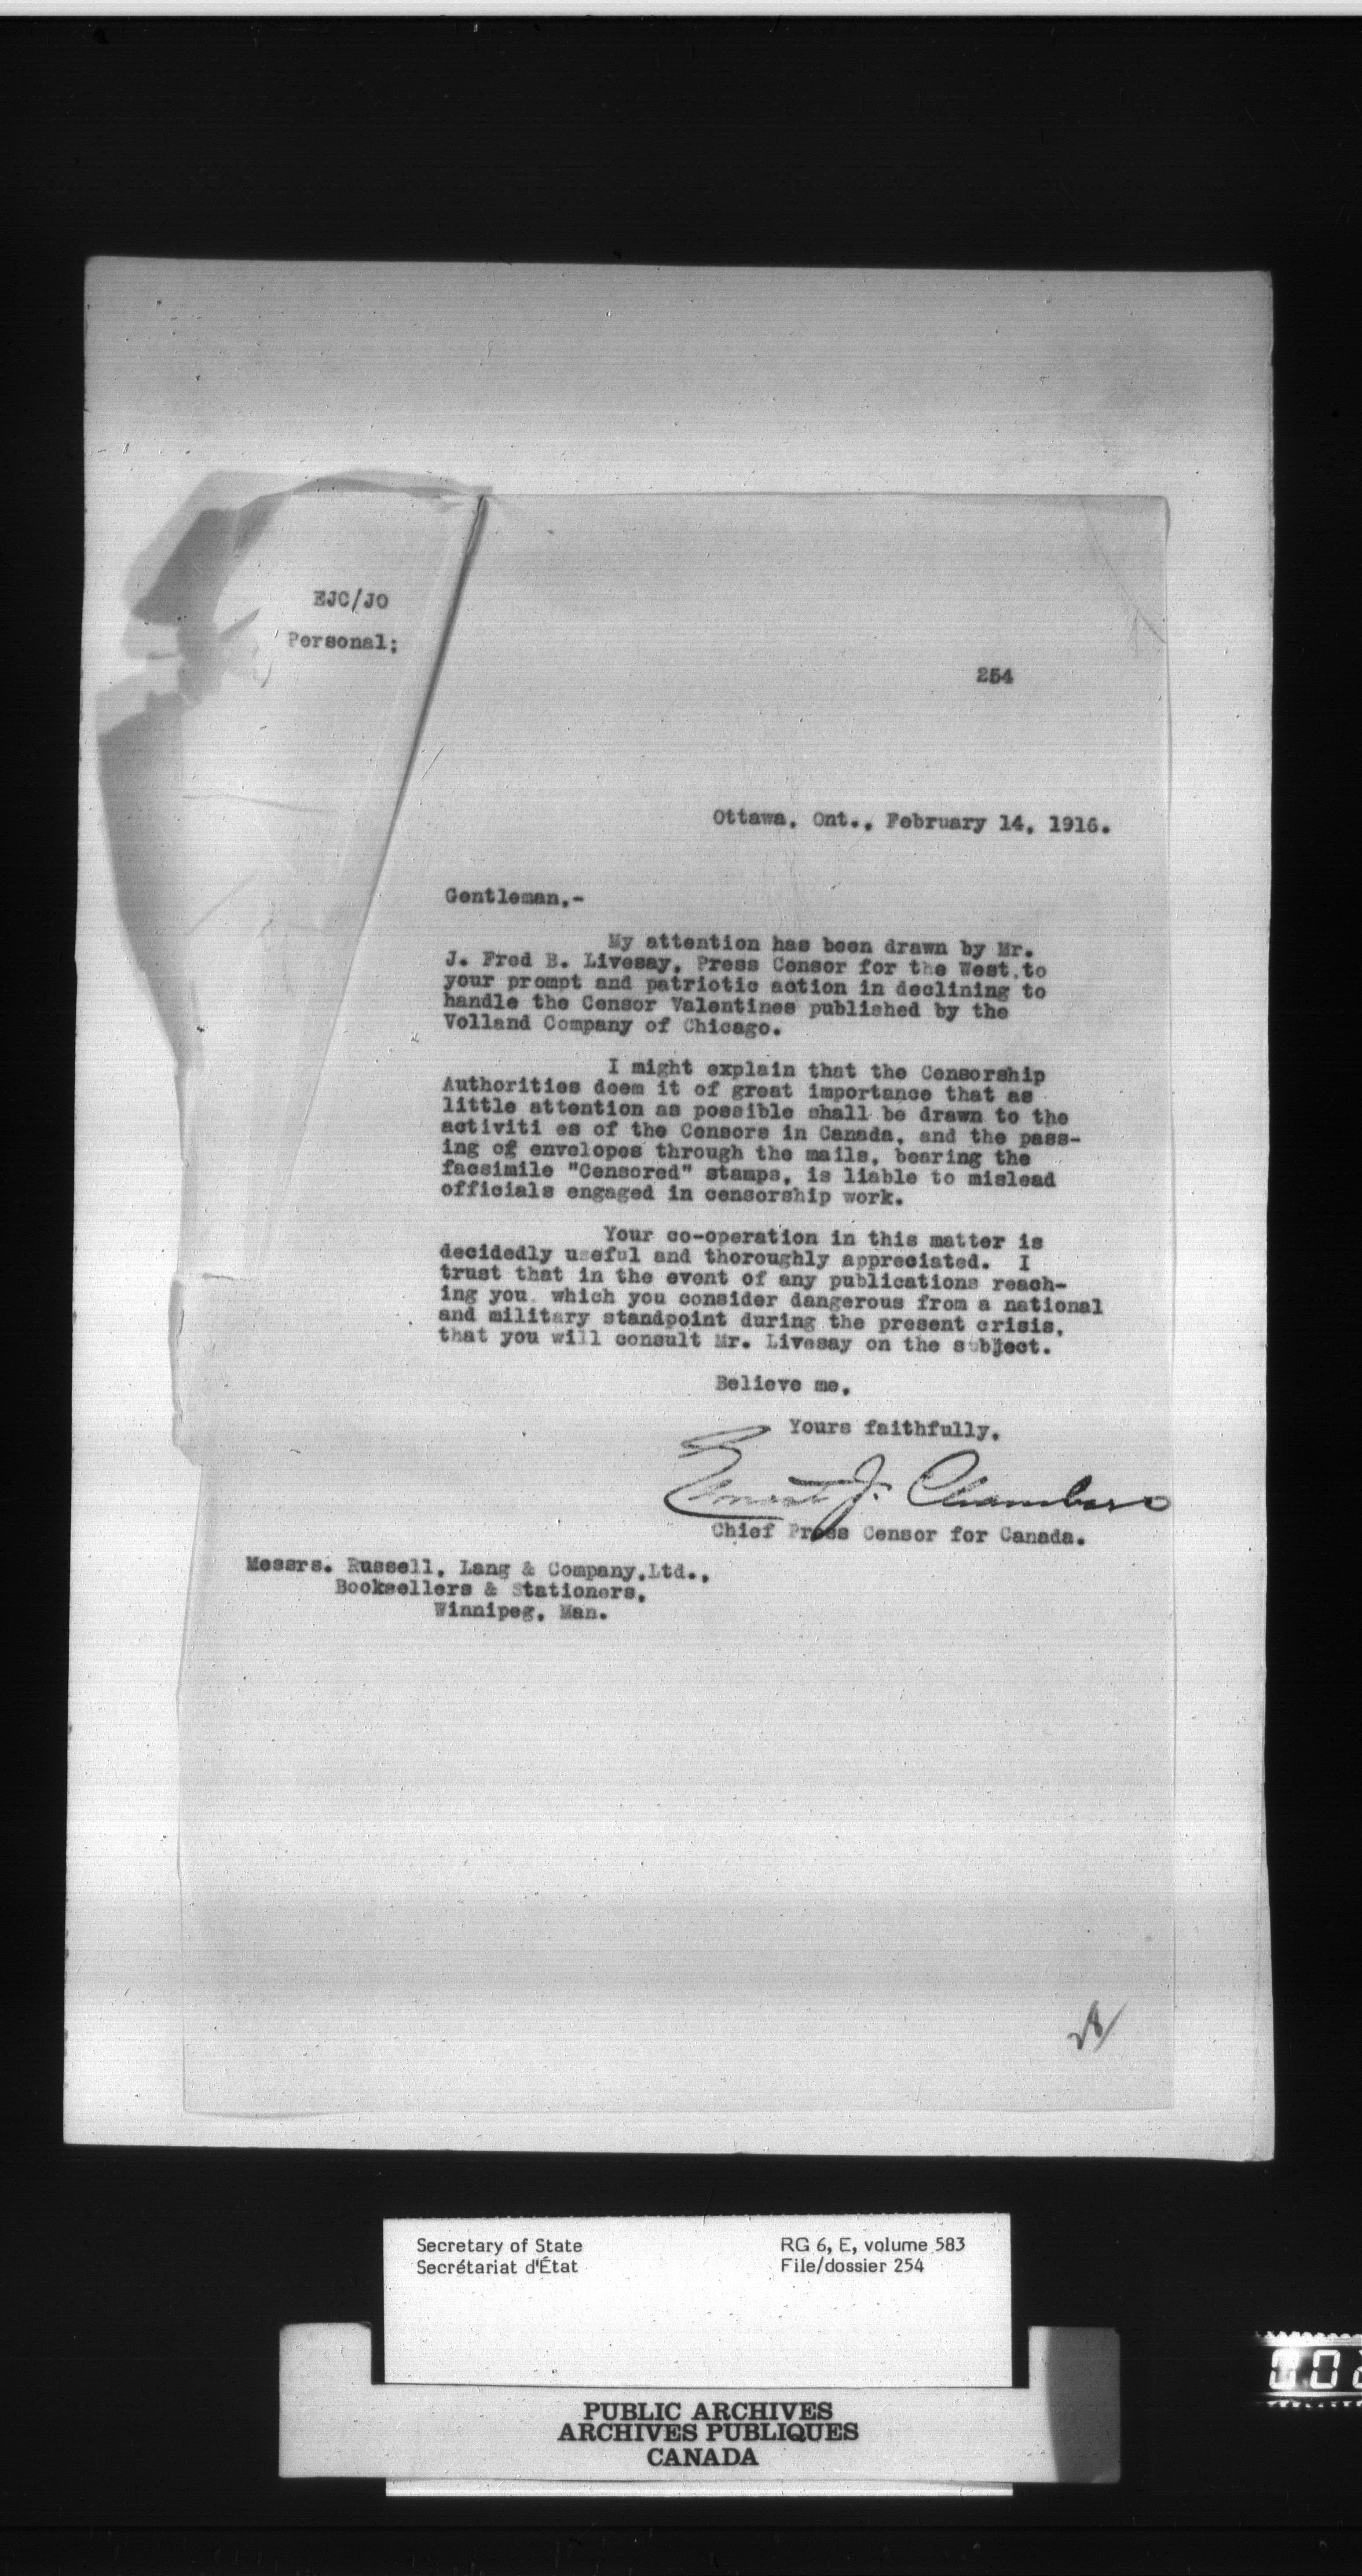 EJC/JO
Personal;
254
Ottawa, Ont., February 14, 1916.
Gentleman,-
My attention has been drawn by Mr.
J. Fred B. Livesay, Press Censor for the West,to
your prompt and patriotic action in declining to
handle the Censor Valentines published by the
Volland Company of Chicago.
I might explain that the Censorship
Authorities deem it of great importance that as
little attention as possible shall be drawn to the
activiti es of the Censors in Canada, and the pass-
ing of envelopes through the mails, bearing the
facsimile "Censored" stamps, is liable to mislead
officials engaged in censorship work.
Your co-operation in this matter is
decidedly useful and thoroughly appreciated. I
trust that in the event of any publications reach-
ing you, which you consider dangerous from a national
and military standpoint during the present crisis,
that you will consult Mr. Livesay on the subject.
Believe me,
Yours faithfully,
Ernest J. Chambers
Chief Press Censor for Canada.
Messrs. Russell, Lang & Company,Ltd.,
Booksellers & Stationers,
Winnipeg, Man.
28
Secretary of State
Secrétariat d'État
RG 6, E, volume 583
File/dossier 254
PUBLIC ARCHIVES
ARCHIVES PUBLIQUES
CANADA